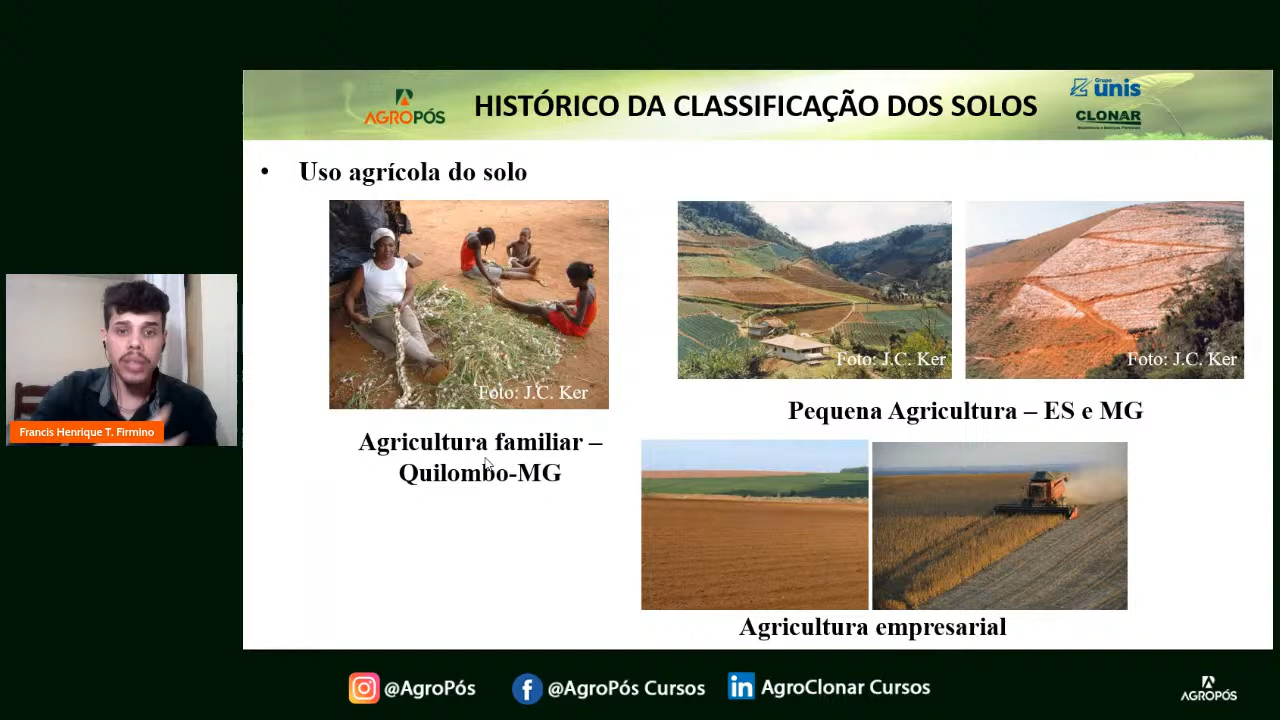 AGROPÓS
HISTÓRICO DA CLASSIFICAÇÃO DOS SOLOS
Grupo
unis
CLONAR
• Uso agrícola do solo
Foto: J.C. Ker
Foto: J.C. Ker
Foto: J.C. Ker
Agricultura familiar –
Quilombo-MG
Pequena Agricultura – ES e MG
Agricultura empresarial
Francis Henrique T. Firmino
@AgroPós
@AgroPós Cursos
in AgroClonar Cursos
AGROPÓS